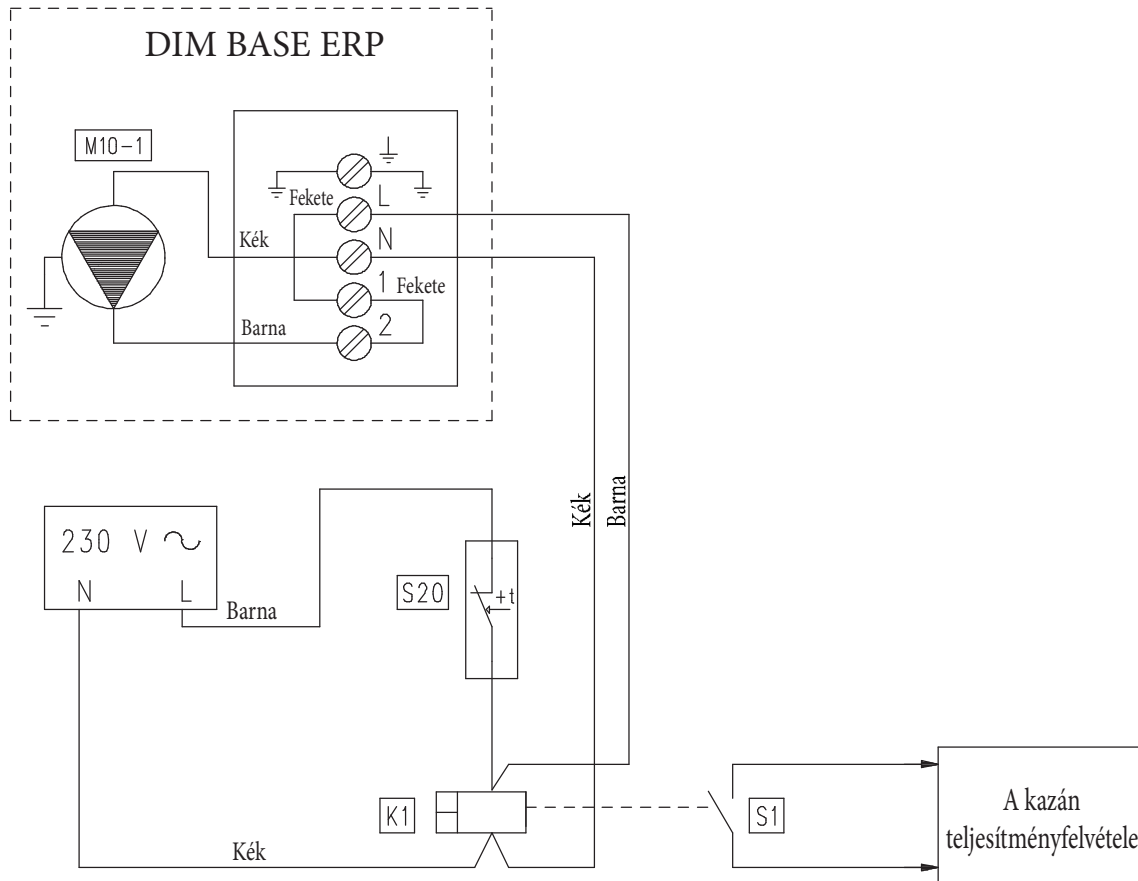 DIM BASE ERP
M10-1
Fekete
L
N
Kék
1
Fekete
2
Barna
230 V
N
L
Barna
S20
+t
Kék
Barna
K1
S1
Kék
A kazán
teljesítményfelvétele